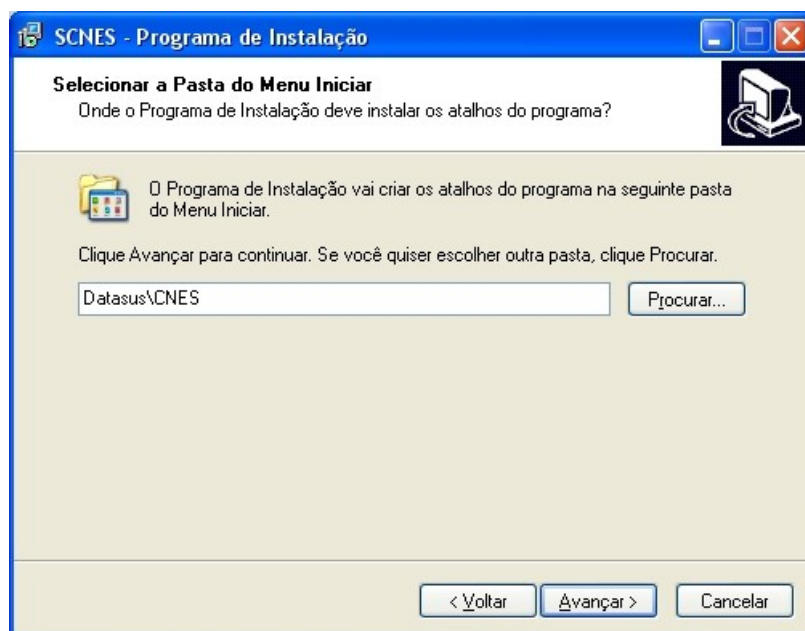 SCNES - Programa de Instalação
Selecionar a Pasta do Menu Iniciar
Onde o Programa de Instalação deve instalar os atalhos do programa?
O Programa de Instalação vai criar os atalhos do programa na seguinte pasta
do Menu Iniciar.
Clique Avançar para continuar. Se você quiser escolher outra pasta, clique Procurar.
Datasus\CNES
Procurar...
< Voltar
Avançar >
Cancelar